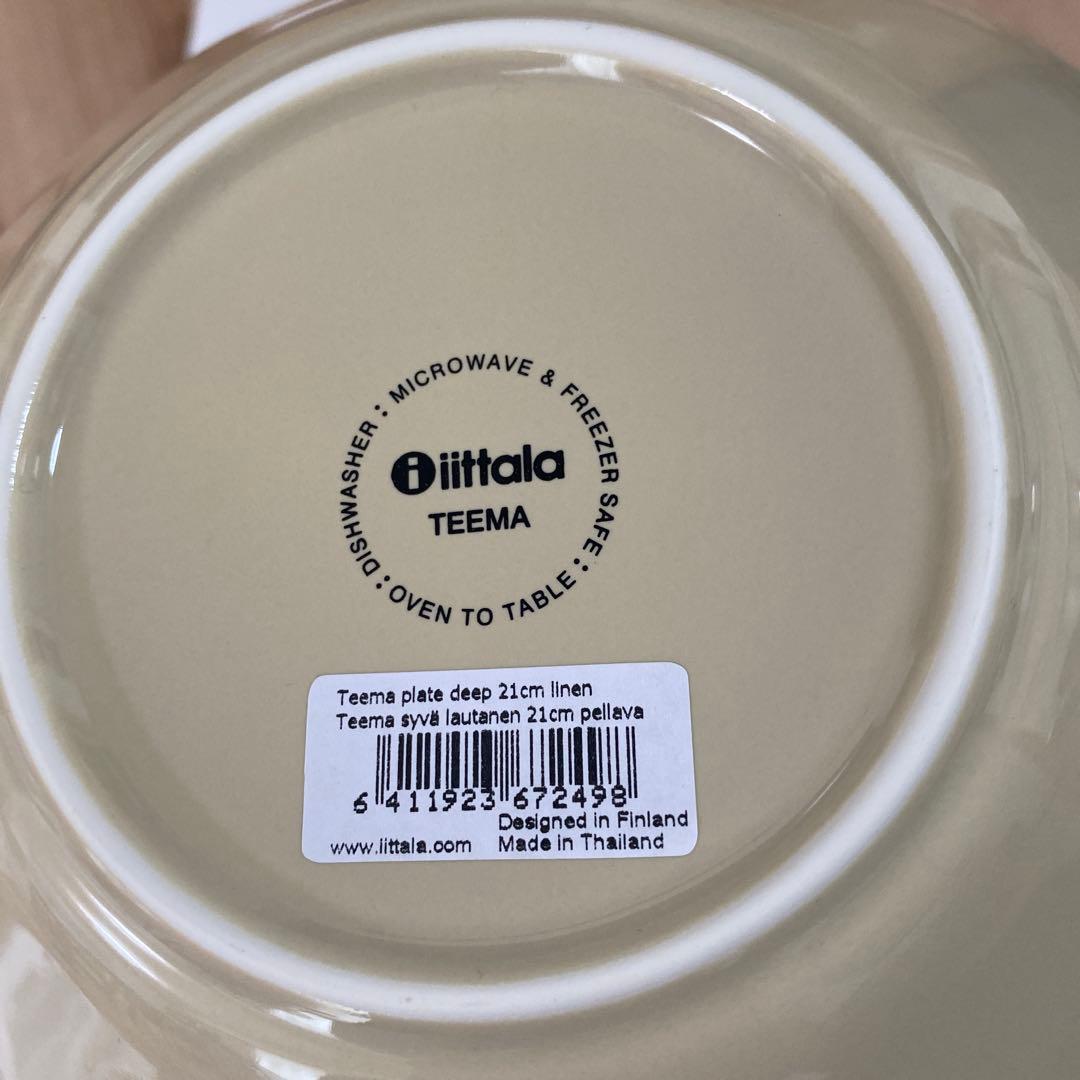 DISHWASHER : MICROWAVE & FREEZER SAFE : OVEN TO TABLE :
iittala
TEEMA
Teema plate deep 21cm linen
Teema syvä lautanen 21cm pellava
6 411923 672498
Designed in Finland
www.iittala.com Made in Thailand